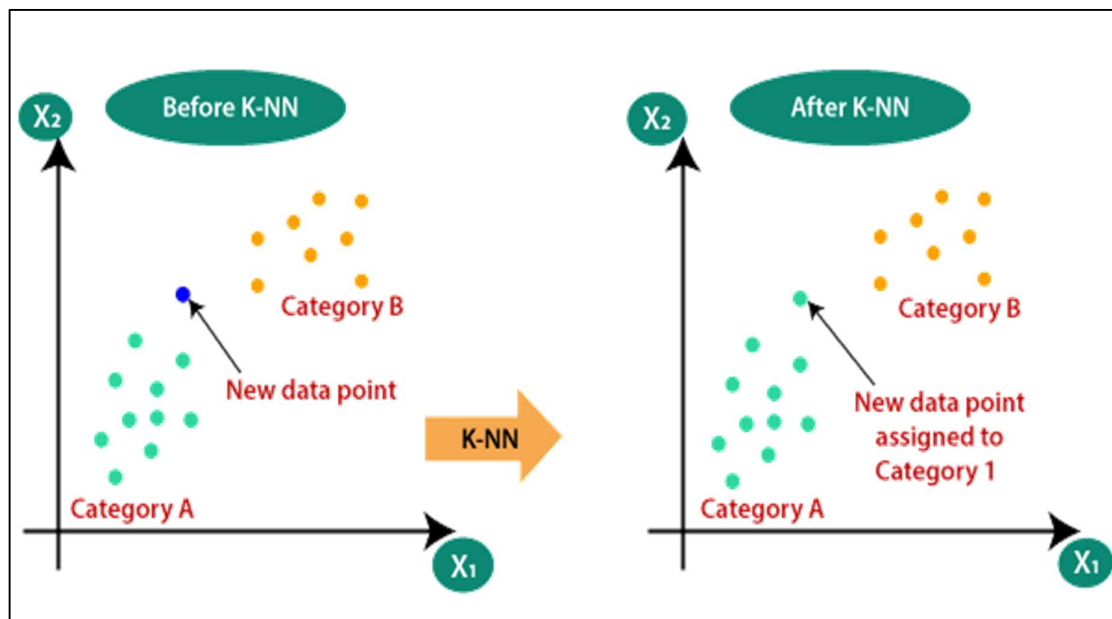 Before K-NN
X₂
Category B
New data point
Category A
X₁
K-NN
After K-NN
X₂
Category B
New data point
assigned to
Category 1
Category A
X₁